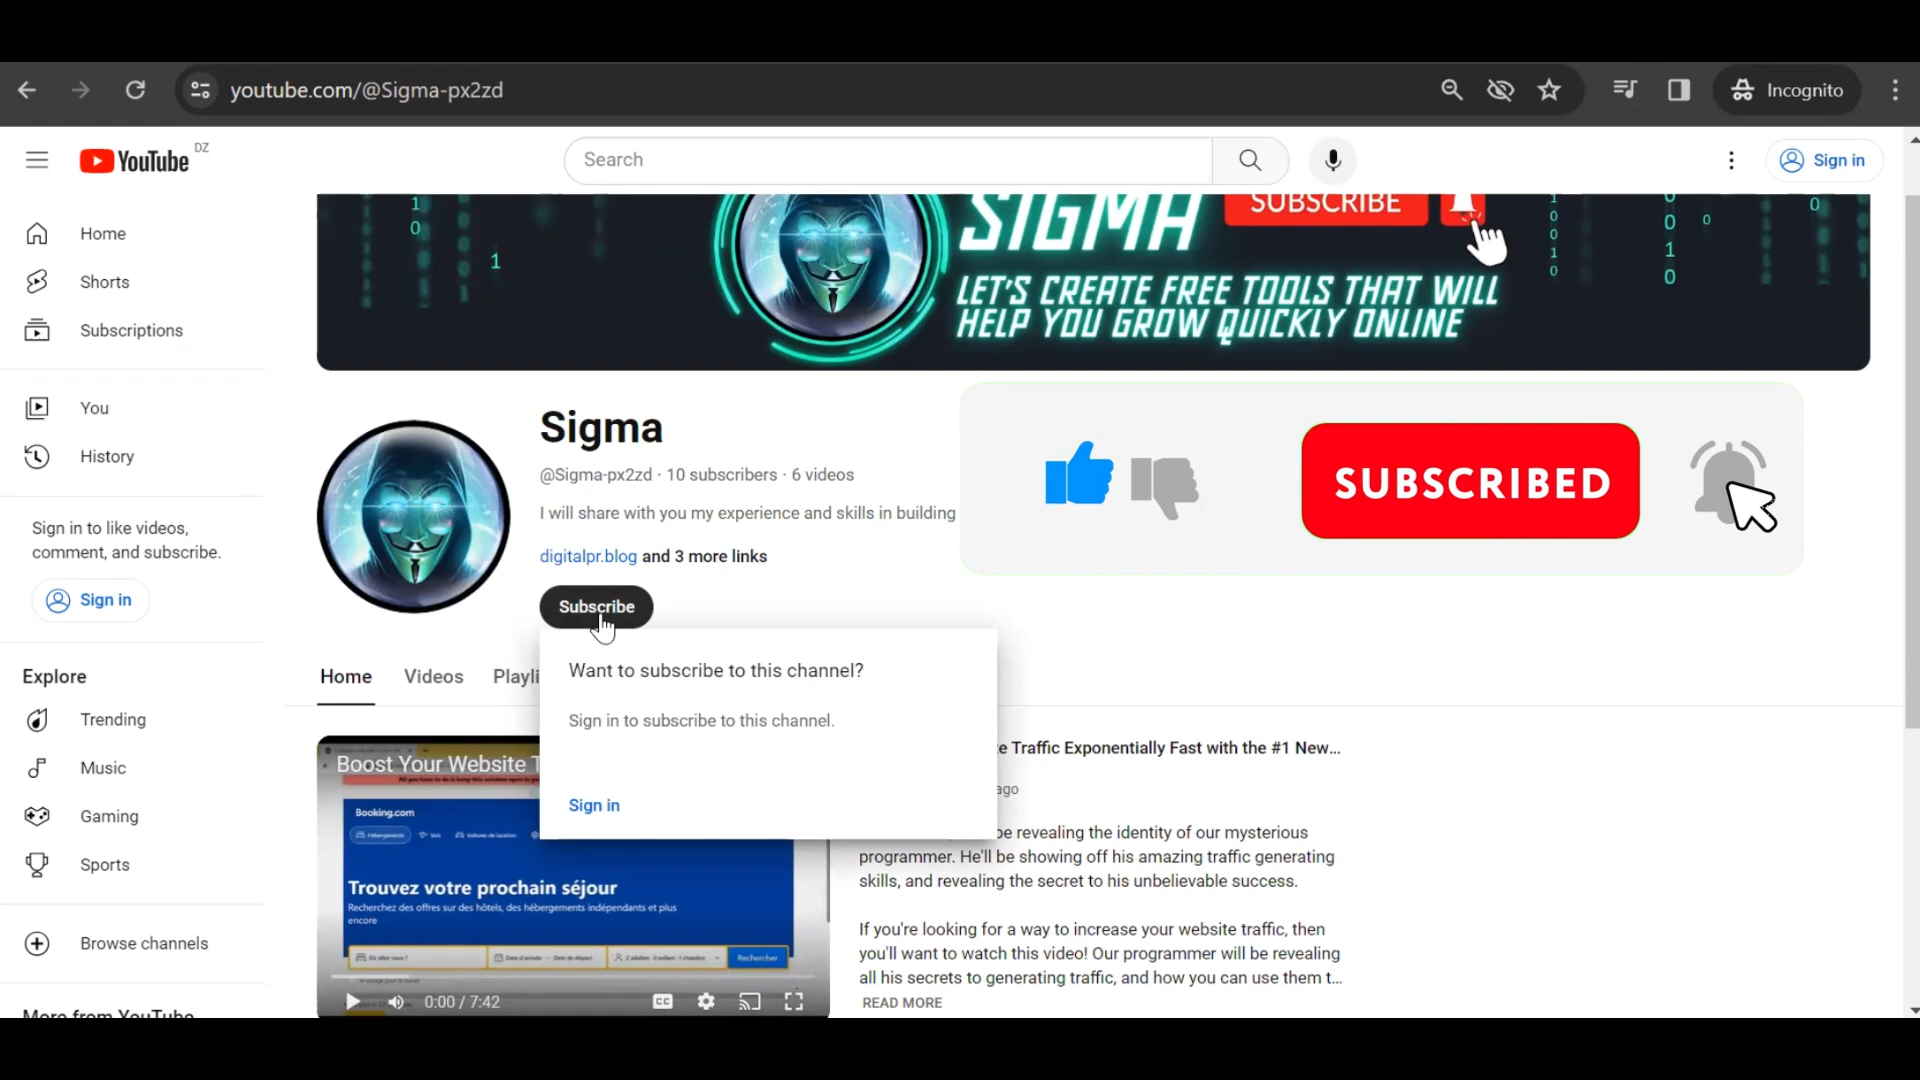 youtube.com/@Sigma-px2zd
Incognito
YouTube DZ
Search
Sign in
Home
Shorts
Subscriptions
You
History
Sign in to like videos,
comment, and subscribe.
Sign in
Explore
Trending
Music
Gaming
Sports
Browse channels
More from YouTube
SIGMA
SUBSCRIBE
LET'S CREATE FREE TOOLS THAT WILL
HELP YOU GROW QUICKLY ONLINE
Sigma
@Sigma-px2zd · 10 subscribers · 6 videos
I will share with you my experience and skills in building
digitalpr.blog and 3 more links
SUBSCRIBED
Subscribe
Want to subscribe to this channel?
Sign in to subscribe to this channel.
Sign in
Home Videos Playli
Boost Your Website T
Booking.com
Trouvez votre prochain séjour
Recherchez des offres sur des hôtels, des hébergements indépendants et plus
encore
Rechercher
0:00 / 7:42
e Traffic Exponentially Fast with the #1 New...
ago
be revealing the identity of our mysterious
programmer. He'll be showing off his amazing traffic generating
skills, and revealing the secret to his unbelievable success.
If you're looking for a way to increase your website traffic, then
you'll want to watch this video! Our programmer will be revealing
all his secrets to generating traffic, and how you can use them t...
READ MORE